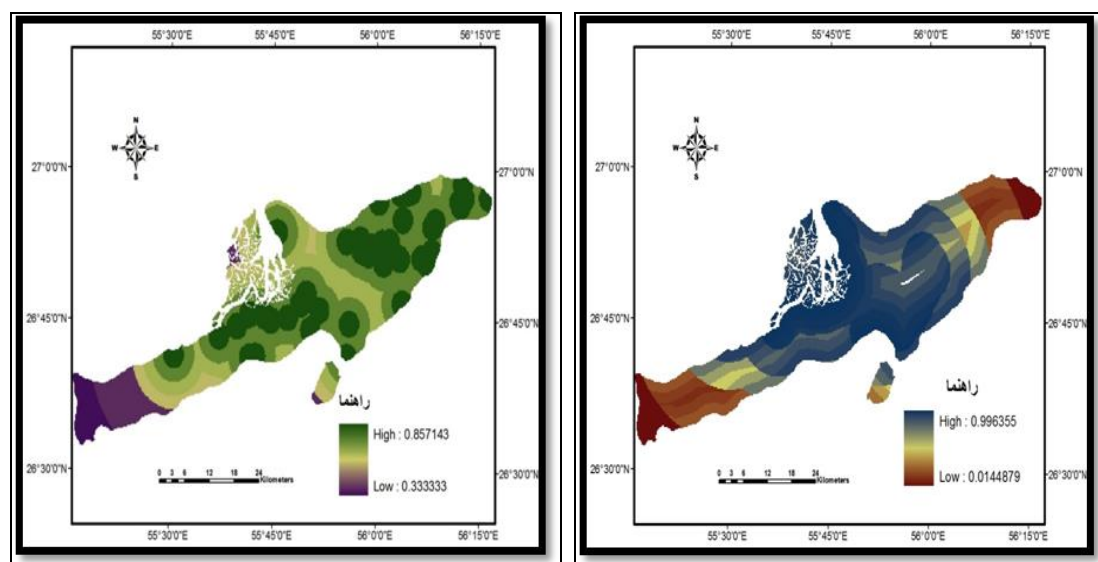 55°30'0"E 55°45'0"E 56°0'0"E 56°15'0"E
N
W E
S
27°0'0"N 27°0'0"N
26°45'0"N 26°45'0"N
راهنما
High : 0.857143
Low : 0.333333
0 3 6 12 18 24
Kilometers
26°30'0"N 26°30'0"N
55°30'0"E 55°45'0"E 56°0'0"E 56°15'0"E
55°30'0"E 55°45'0"E 56°0'0"E 56°15'0"E
N
W E
S
27°0'0"N 27°0'0"N
26°45'0"N 26°45'0"N
راهنما
High : 0.996355
Low : 0.0144879
0 3 6 12 18 24
Kilometers
26°30'0"N 26°30'0"N
55°30'0"E 55°45'0"E 56°0'0"E 56°15'0"E